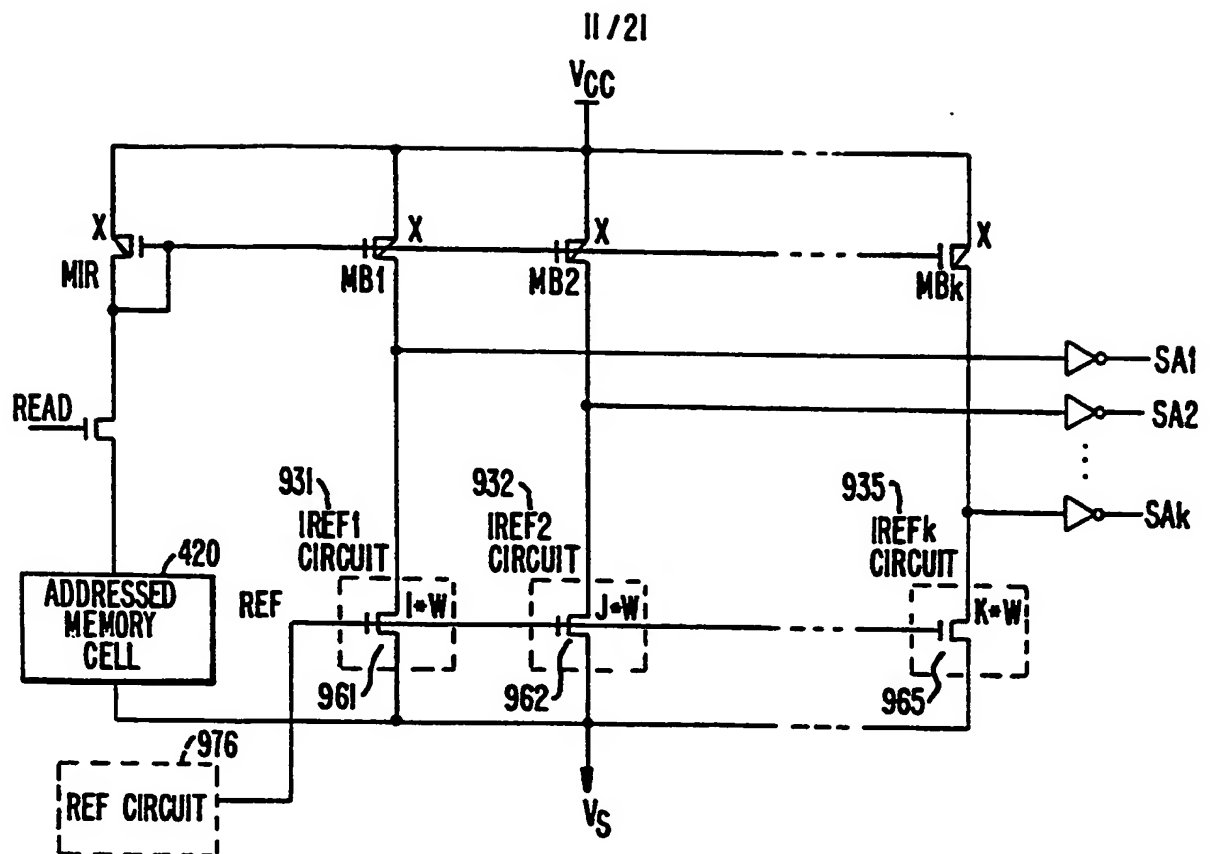 11/21
VCC
X
X
X
X
MIR
MB1
MB2
MBk
SA1
READ
SA2
SAk
931
932
935
IREF1
CIRCUIT
IREF2
CIRCUIT
IREFk
CIRCUIT
420
ADDRESSED
MEMORY
CELL
REF
I*W
J*W
K*W
961
962
965
976
REF CIRCUIT
VS